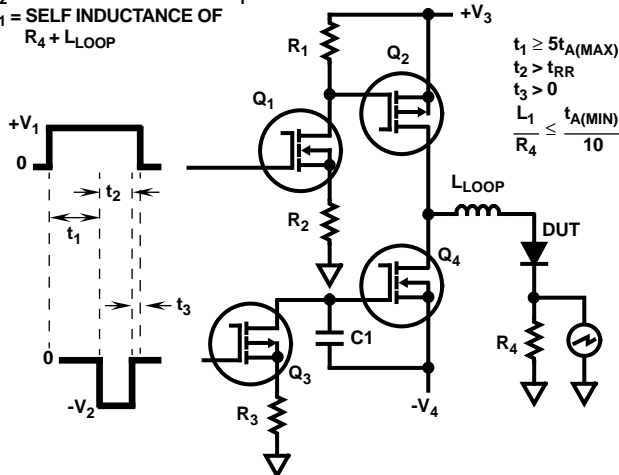 1 = SELF INDUCTANCE OF
R4 + LLOOP
+V1
0
t2
t1
t3
0
-V2
+V3
R1
Q2
Q1
R2
LLOOP
DUT
Q4
C1
R4
Q3
R3
-V4
t1 ≥ 5tA(MAX)
t2 > tRR
t3 > 0
L1/R4 ≤ tA(MIN)/10